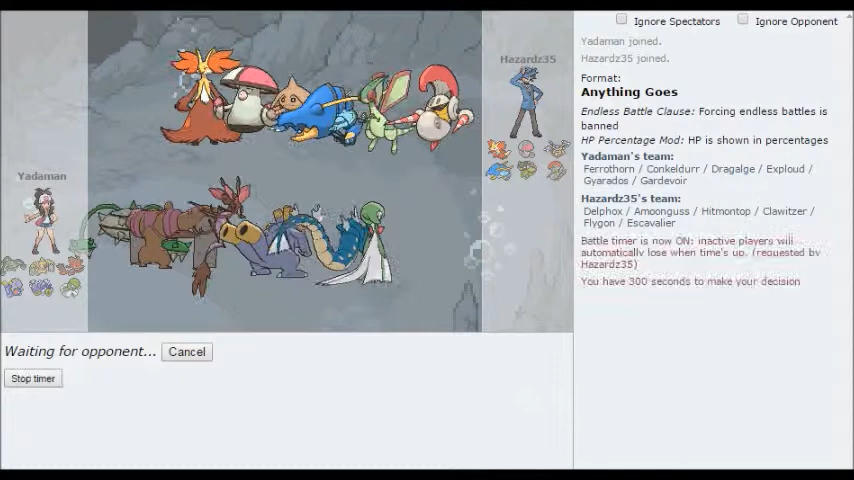 Ignore Spectators Ignore Opponent
Yadaman joined.
Hazardz35 joined.
Format:
Anything Goes
Endless Battle Clause: Forcing endless battles is
banned
HP Percentage Mod: HP is shown in percentages
Yadaman's team:
Ferrothorn / Conkeldurr / Dragalge / Exploud /
Gyarados / Gardevoir
Hazardz35's team:
Delphox / Amoonguss / Hitmontop / Clawitzer /
Flygon / Escavalier
Battle timer is now ON: inactive players will
automatically lose when time's up. (requested by
Hazardz35)
You have 300 seconds to make your decision
Hazardz35
Yadaman
Waiting for opponent... Cancel
Stop timer